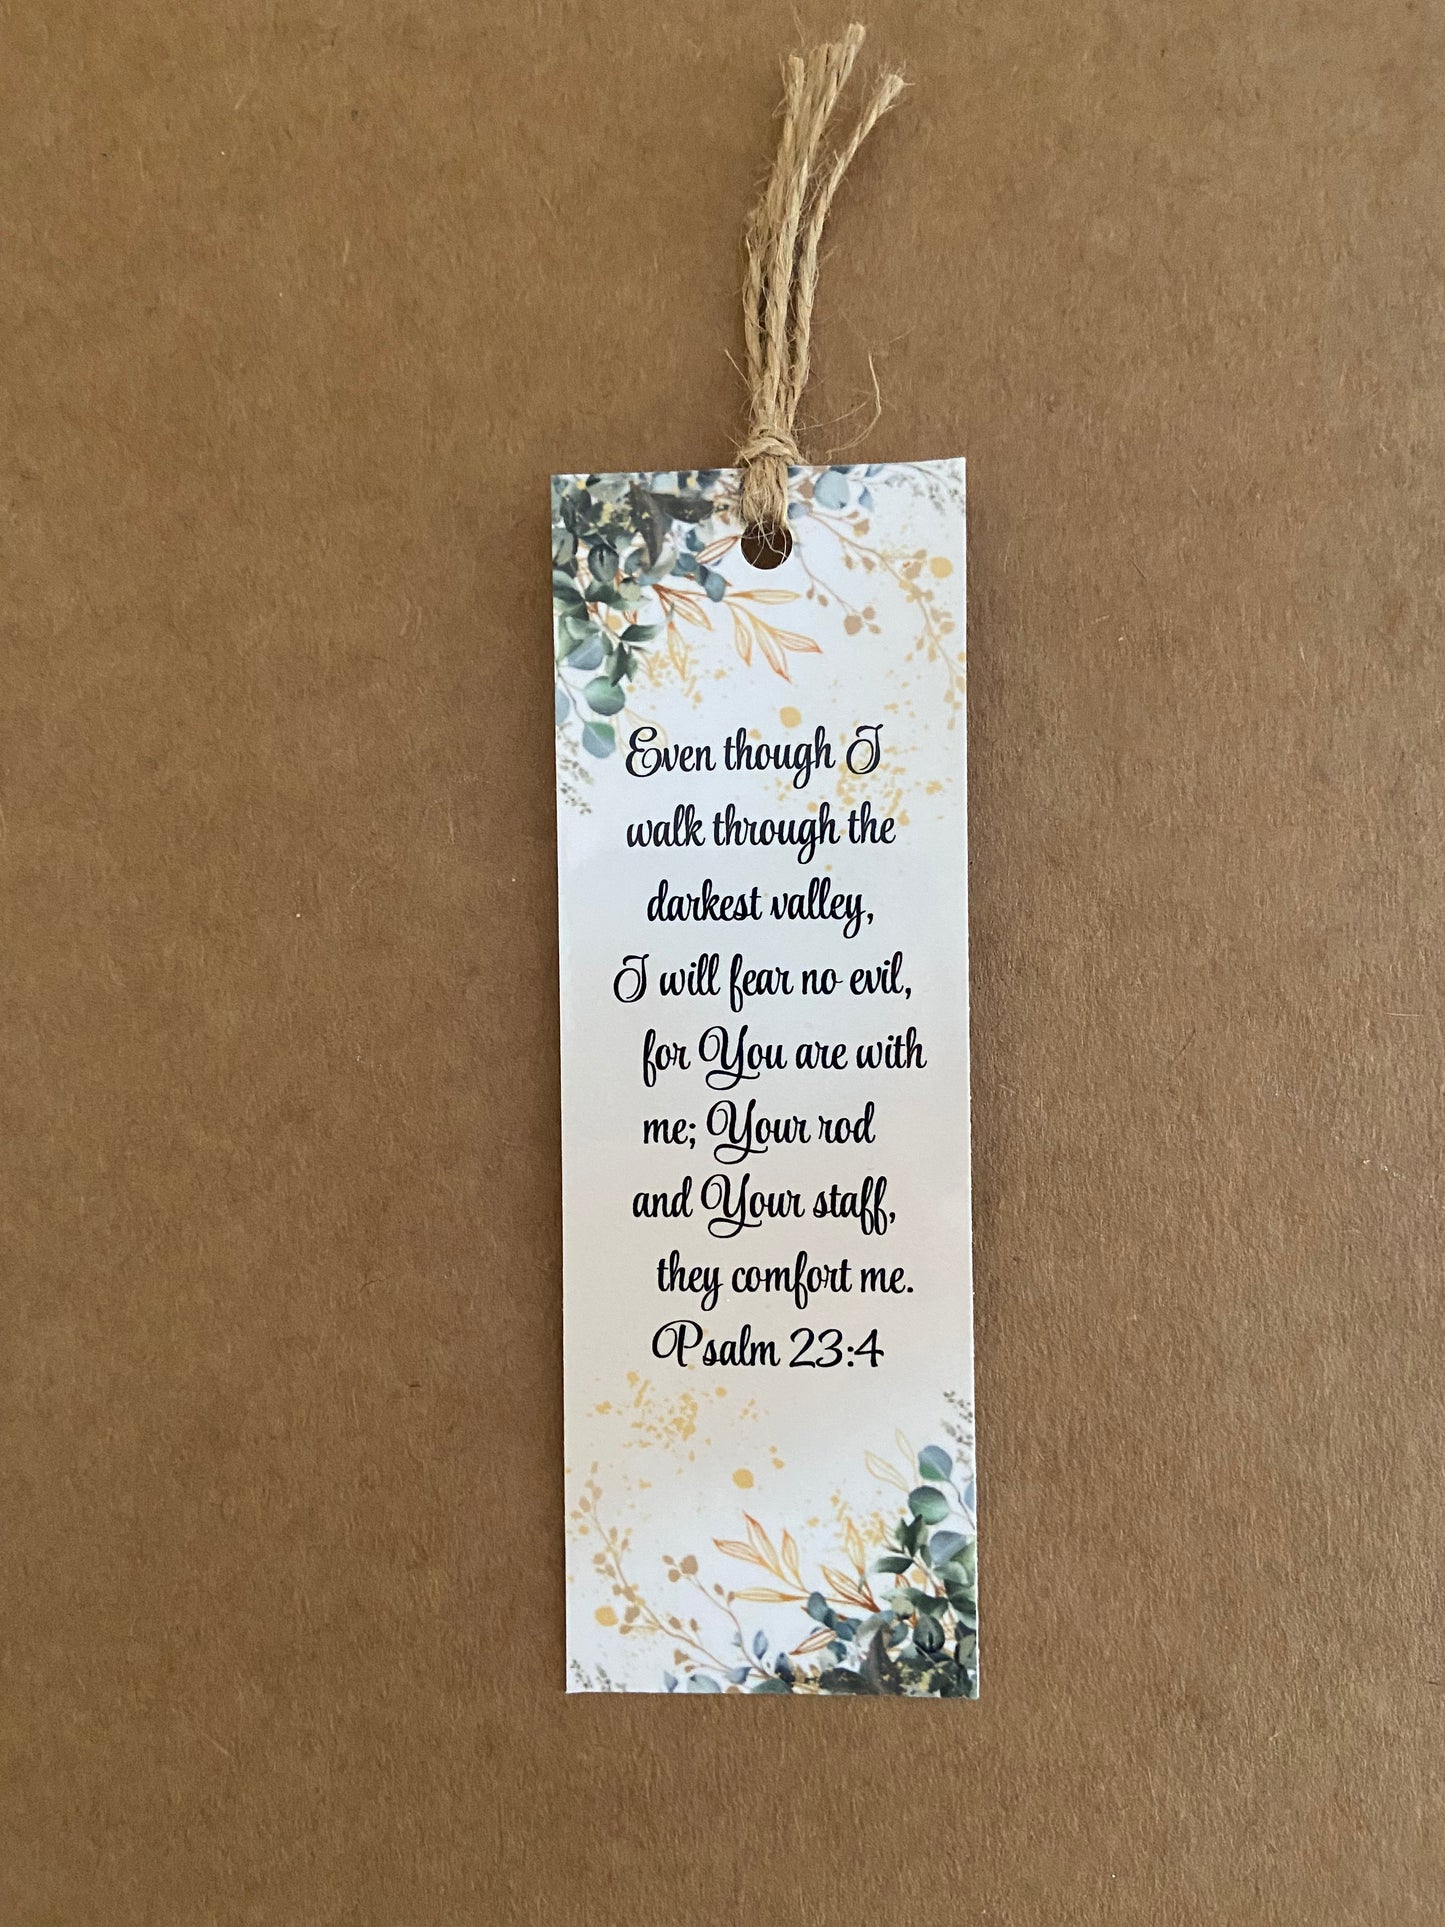 Even though I
walk through the
darkest valley,
I will fear no evil,
for You are with
me; Your rod
and Your staff,
they comfort me.
Psalm 23:4